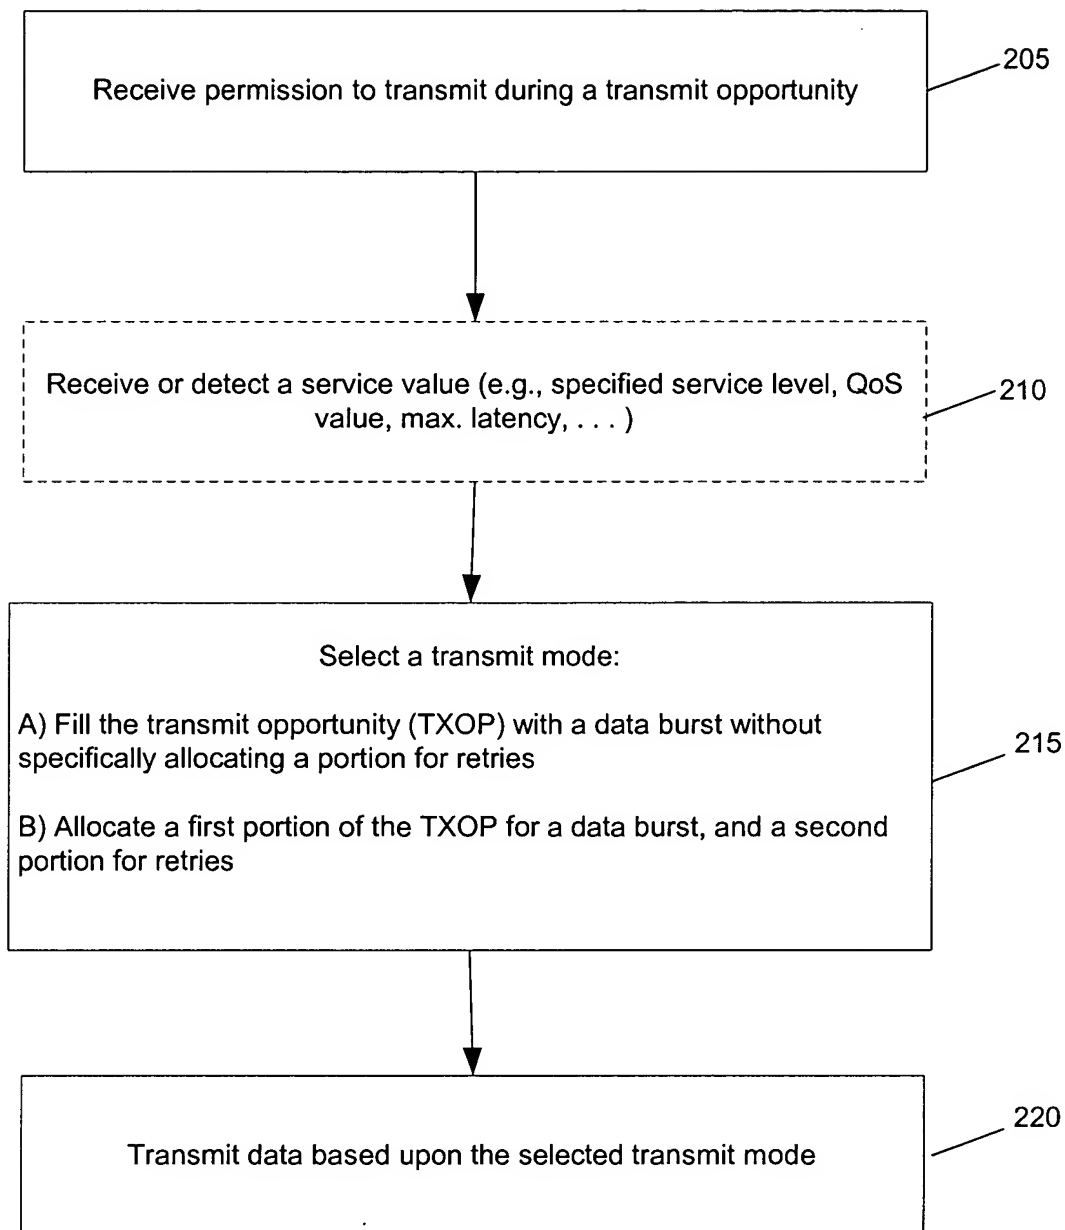 Receive permission to transmit during a transmit opportunity
205
Receive or detect a service value (e.g., specified service level, QoS
value, max. latency, . . . )
210
Select a transmit mode:
A) Fill the transmit opportunity (TXOP) with a data burst without
specifically allocating a portion for retries
B) Allocate a first portion of the TXOP for a data burst, and a second
portion for retries
215
Transmit data based upon the selected transmit mode
220